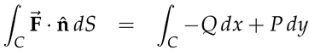 ∫_C F⃗ · n̂ dS = ∫_C −Q dx + P dy